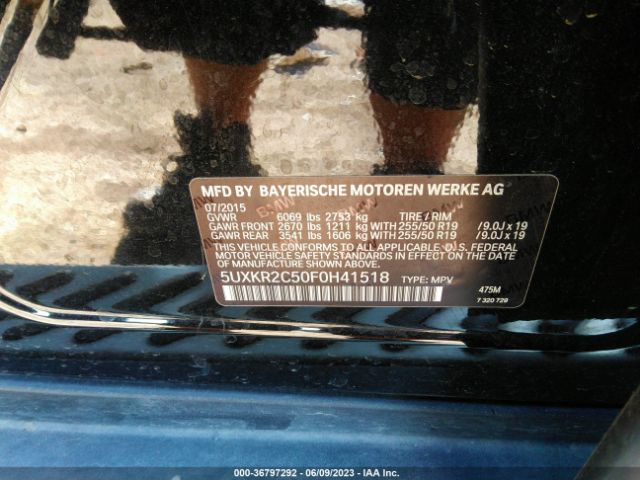 MFD BY BAYERISCHE MOTOREN WERKE AG
07/2015
GVWR 6069 lbs 2753 kg TIRE / RIM
GAWR FRONT 2670 lbs 1211 kg WITH 255/50 R19 /9.0J x 19
GAWR REAR 3541 lbs 1606 kg WITH 255/50 R19 /9.0J x 19
THIS VEHICLE CONFORMS TO ALL APPLICABLE U.S. FEDERAL
MOTOR VEHICLE SAFETY STANDARDS IN EFFECT ON THE
DATE OF MANUFACTURE SHOWN ABOVE.
5UXKR2C50F0H41518 TYPE: MPV 475M
7 320 729
000-36797292 - 06/09/2023 - IAA Inc.